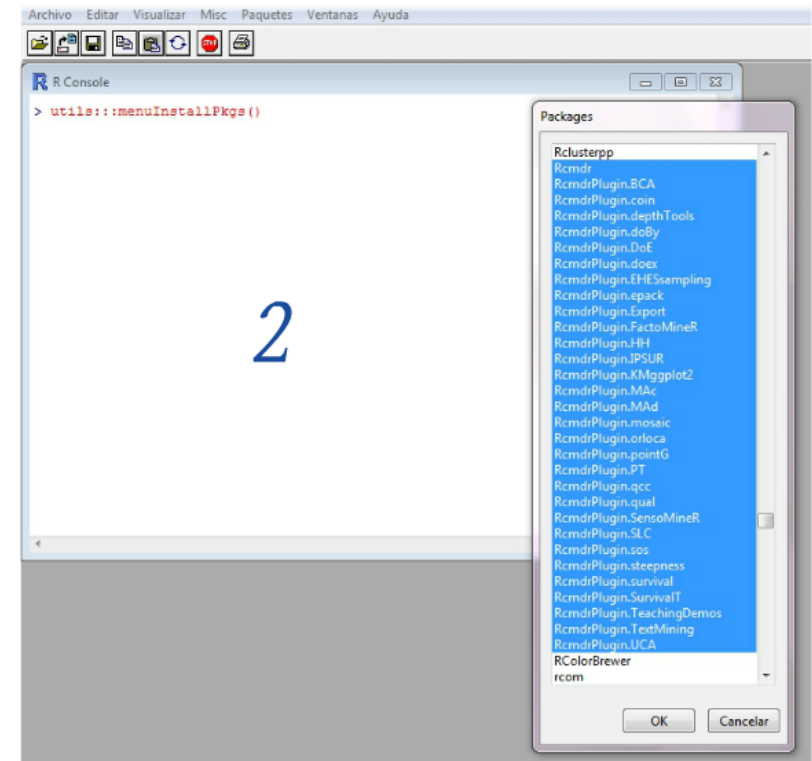 Archivo Editar Visualizar Misc Paquetes Ventanas Ayuda
STOP
R R Console
> utils:::menuInstallPkgs()
2
Packages
Rclusterpp
Rcmdr
RcmdrPlugin.BCA
RcmdrPlugin.coin
RcmdrPlugin.depthTools
RcmdrPlugin.doBy
RcmdrPlugin.DoE
RcmdrPlugin.doex
RcmdrPlugin.EHESsampling
RcmdrPlugin.epack
RcmdrPlugin.Export
RcmdrPlugin.FactoMineR
RcmdrPlugin.HH
RcmdrPlugin.IPSUR
RcmdrPlugin.KMggplot2
RcmdrPlugin.MAc
RcmdrPlugin.MAd
RcmdrPlugin.mosaic
RcmdrPlugin.orloca
RcmdrPlugin.pointG
RcmdrPlugin.PT
RcmdrPlugin.qcc
RcmdrPlugin.qual
RcmdrPlugin.SensoMineR
RcmdrPlugin.SLC
RcmdrPlugin.sos
RcmdrPlugin.steepness
RcmdrPlugin.survival
RcmdrPlugin.SurvivalT
RcmdrPlugin.TeachingDemos
RcmdrPlugin.TextMining
RcmdrPlugin.UCA
RColorBrewer
rcom
OK Cancelar